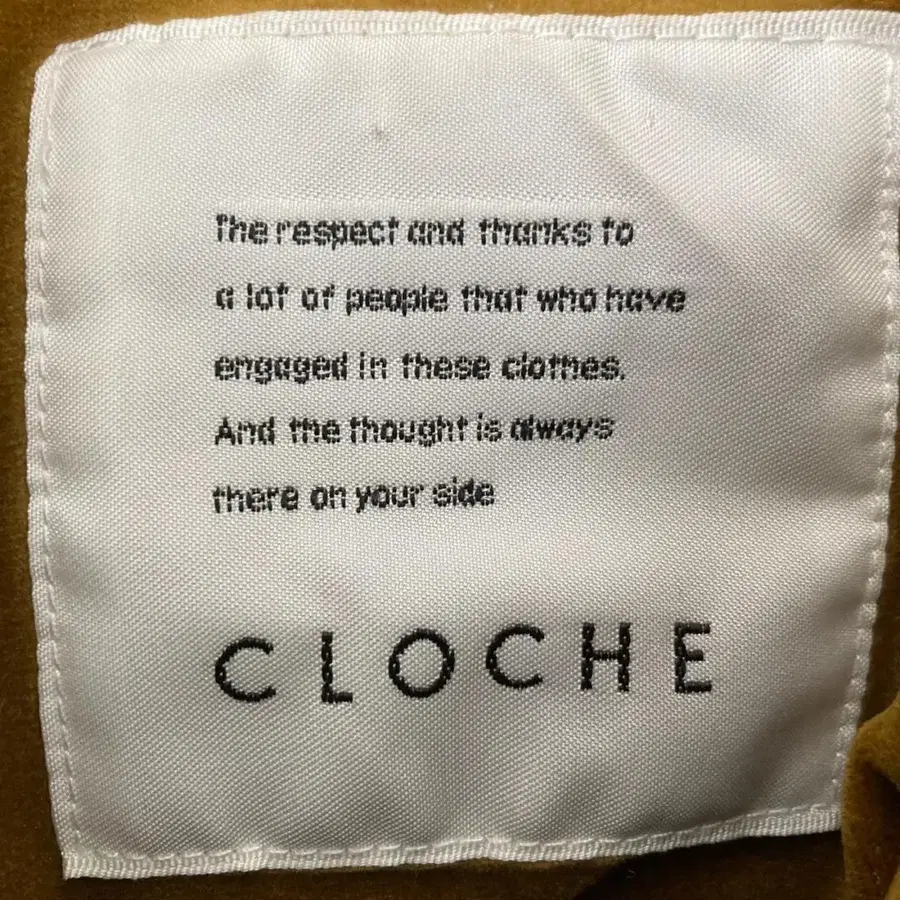 The respect and thanks to
a lot of people that who have
engaged in these clothes.
And the thought is always
there on your side
CLOCHE